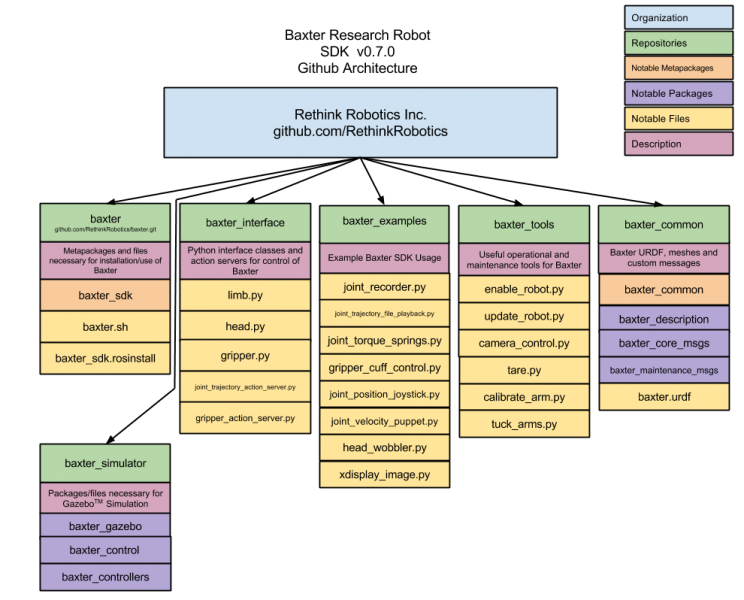 Baxter Research Robot
SDK v0.7.0
Github Architecture
Organization
Repositories
Notable Metapackages
Notable Packages
Notable Files
Description
Rethink Robotics Inc.
github.com/RethinkRobotics
baxter
github.com/RethinkRobotics/baxter.git
Metapackages and files
necessary for installation/use of
Baxter
baxter_sdk
baxter.sh
baxter_sdk.rosinstall
baxter_interface
Python interface classes and
action servers for control of
Baxter
limb.py
head.py
gripper.py
joint_trajectory_action_server.py
gripper_action_server.py
baxter_examples
Example Baxter SDK Usage
joint_recorder.py
joint_trajectory_file_playback.py
joint_torque_springs.py
gripper_cuff_control.py
joint_position_joystick.py
joint_velocity_puppet.py
head_wobbler.py
xdisplay_image.py
baxter_tools
Useful operational and
maintenance tools for Baxter
enable_robot.py
update_robot.py
camera_control.py
tare.py
calibrate_arm.py
tuck_arms.py
baxter_common
Baxter URDF, meshes and
custom messages
baxter_common
baxter_description
baxter_core_msgs
baxter_maintenance_msgs
baxter.urdf
baxter_simulator
Packages/files necessary for
Gazebo™ Simulation
baxter_gazebo
baxter_control
baxter_controllers